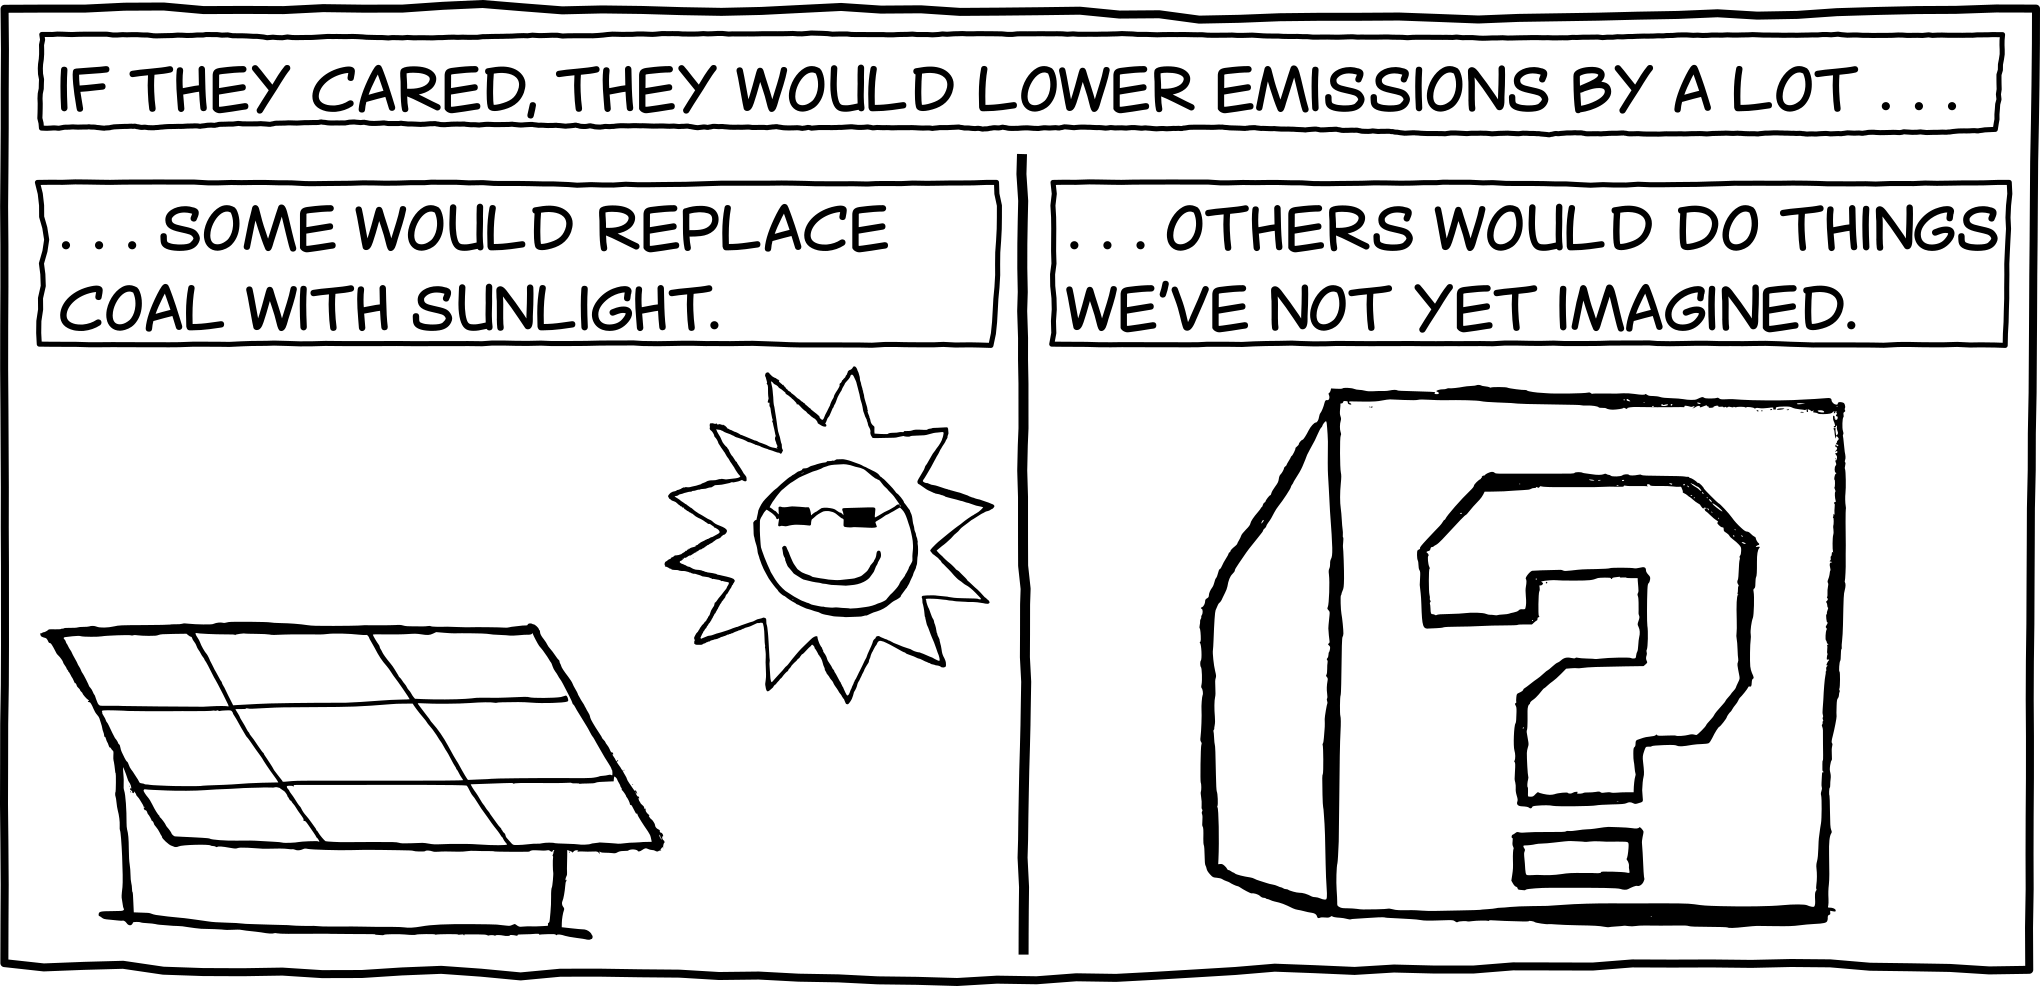 IF THEY CARED, THEY WOULD LOWER EMISSIONS BY A LOT . . .
. . . SOME WOULD REPLACE
COAL WITH SUNLIGHT.
. . . OTHERS WOULD DO THINGS
WE'VE NOT YET IMAGINED.
?